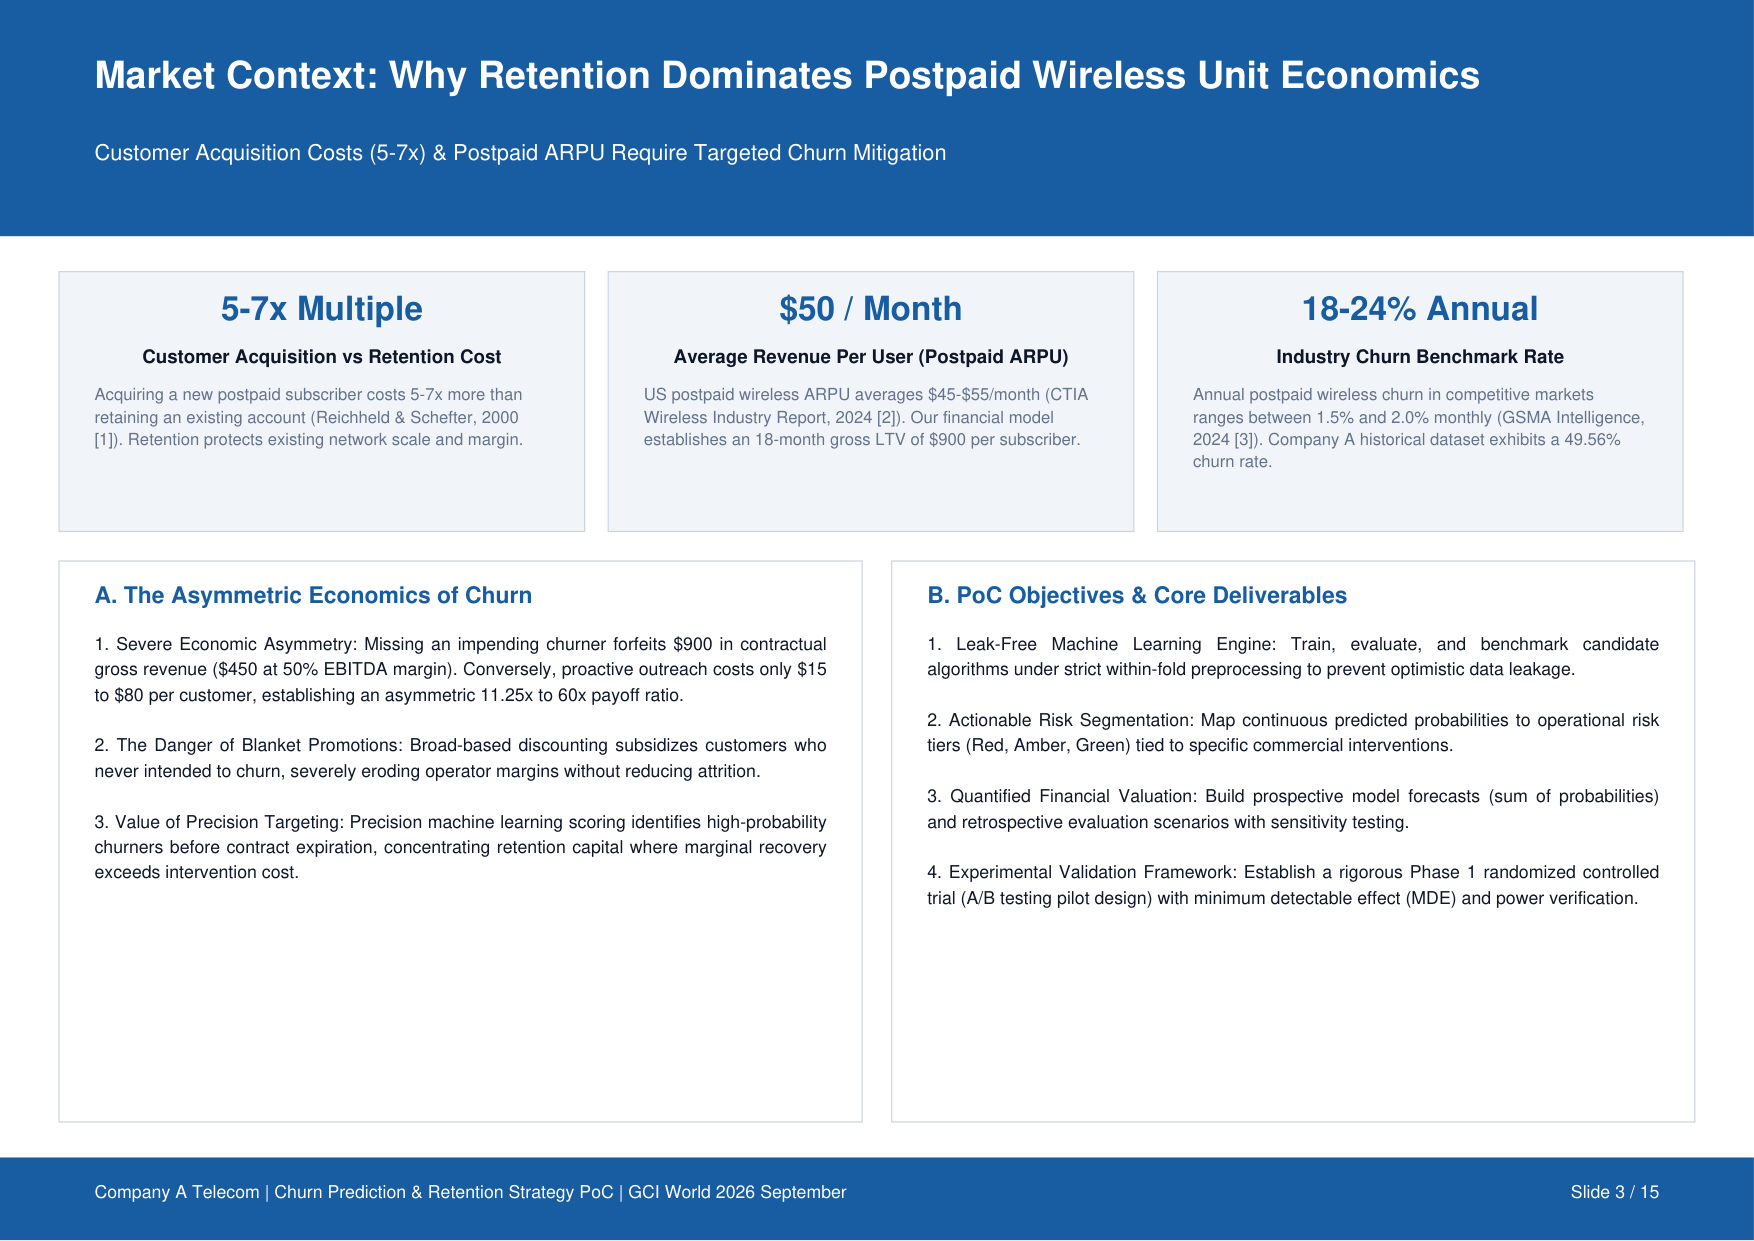 Market Context: Why Retention Dominates Postpaid Wireless Unit Economics
Customer Acquisition Costs (5-7x) & Postpaid ARPU Require Targeted Churn Mitigation
5-7x Multiple
Customer Acquisition vs Retention Cost
Acquiring a new postpaid subscriber costs 5-7x more than
retaining an existing account (Reichheld & Schefter, 2000
[1]). Retention protects existing network scale and margin.
$50 / Month
Average Revenue Per User (Postpaid ARPU)
US postpaid wireless ARPU averages $45-$55/month (CTIA
Wireless Industry Report, 2024 [2]). Our financial model
establishes an 18-month gross LTV of $900 per subscriber.
18-24% Annual
Industry Churn Benchmark Rate
Annual postpaid wireless churn in competitive markets
ranges between 1.5% and 2.0% monthly (GSMA Intelligence,
2024 [3]). Company A historical dataset exhibits a 49.56%
churn rate.
A. The Asymmetric Economics of Churn
1. Severe Economic Asymmetry: Missing an impending churner forfeits $900 in contractual
gross revenue ($450 at 50% EBITDA margin). Conversely, proactive outreach costs only $15
to $80 per customer, establishing an asymmetric 11.25x to 60x payoff ratio.
2. The Danger of Blanket Promotions: Broad-based discounting subsidizes customers who
never intended to churn, severely eroding operator margins without reducing attrition.
3. Value of Precision Targeting: Precision machine learning scoring identifies high-probability
churners before contract expiration, concentrating retention capital where marginal recovery
exceeds intervention cost.
B. PoC Objectives & Core Deliverables
1. Leak-Free Machine Learning Engine: Train, evaluate, and benchmark candidate
algorithms under strict within-fold preprocessing to prevent optimistic data leakage.
2. Actionable Risk Segmentation: Map continuous predicted probabilities to operational risk
tiers (Red, Amber, Green) tied to specific commercial interventions.
3. Quantified Financial Valuation: Build prospective model forecasts (sum of probabilities)
and retrospective evaluation scenarios with sensitivity testing.
4. Experimental Validation Framework: Establish a rigorous Phase 1 randomized controlled
trial (A/B testing pilot design) with minimum detectable effect (MDE) and power verification.
Company A Telecom | Churn Prediction & Retention Strategy PoC | GCI World 2026 September
Slide 3 / 15